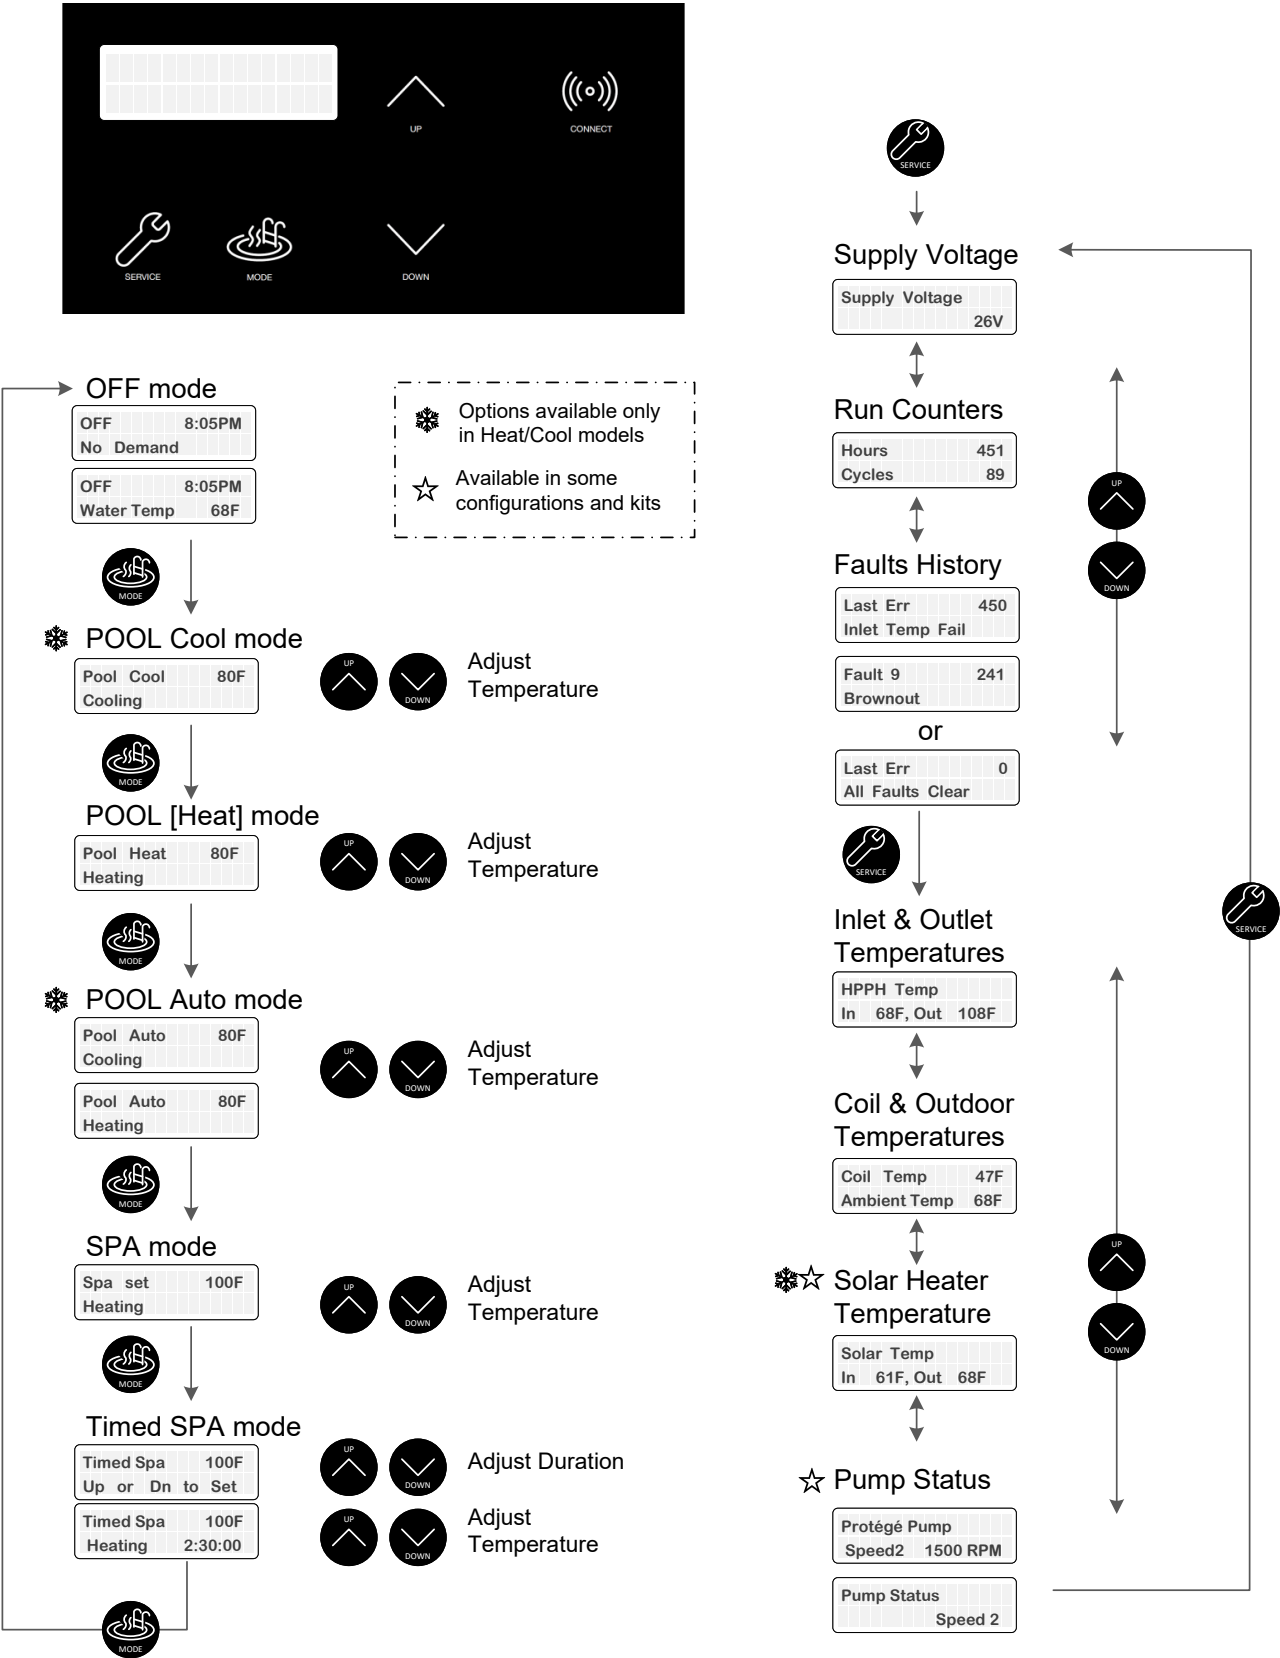 UP
CONNECT
SERVICE
MODE
DOWN
Options available only
in Heat/Cool models
Available in some
configurations and kits
OFF mode
OFF 8:05PM
No Demand
OFF 8:05PM
Water Temp 68F
MODE
POOL Cool mode
Pool Cool 80F
Cooling
UP
DOWN
Adjust
Temperature
MODE
POOL [Heat] mode
Pool Heat 80F
Heating
UP
DOWN
Adjust
Temperature
MODE
POOL Auto mode
Pool Auto 80F
Cooling
Pool Auto 80F
Heating
UP
DOWN
Adjust
Temperature
MODE
SPA mode
Spa set 100F
Heating
UP
DOWN
Adjust
Temperature
MODE
Timed SPA mode
Timed Spa 100F
Up or Dn to Set
UP
DOWN
Adjust Duration
Timed Spa 100F
Heating 2:30:00
UP
DOWN
Adjust
Temperature
MODE
SERVICE
Supply Voltage
Supply Voltage
26V
Run Counters
Hours 451
Cycles 89
UP
DOWN
Faults History
Last Err 450
Inlet Temp Fail
Fault 9 241
Brownout
or
Last Err 0
All Faults Clear
SERVICE
Inlet & Outlet
Temperatures
HPPH Temp
In 68F, Out 108F
Coil & Outdoor
Temperatures
Coil Temp 47F
Ambient Temp 68F
UP
DOWN
Solar Heater
Temperature
Solar Temp
In 61F, Out 68F
Pump Status
Protégé Pump
Speed2 1500 RPM
Pump Status
Speed 2
SERVICE